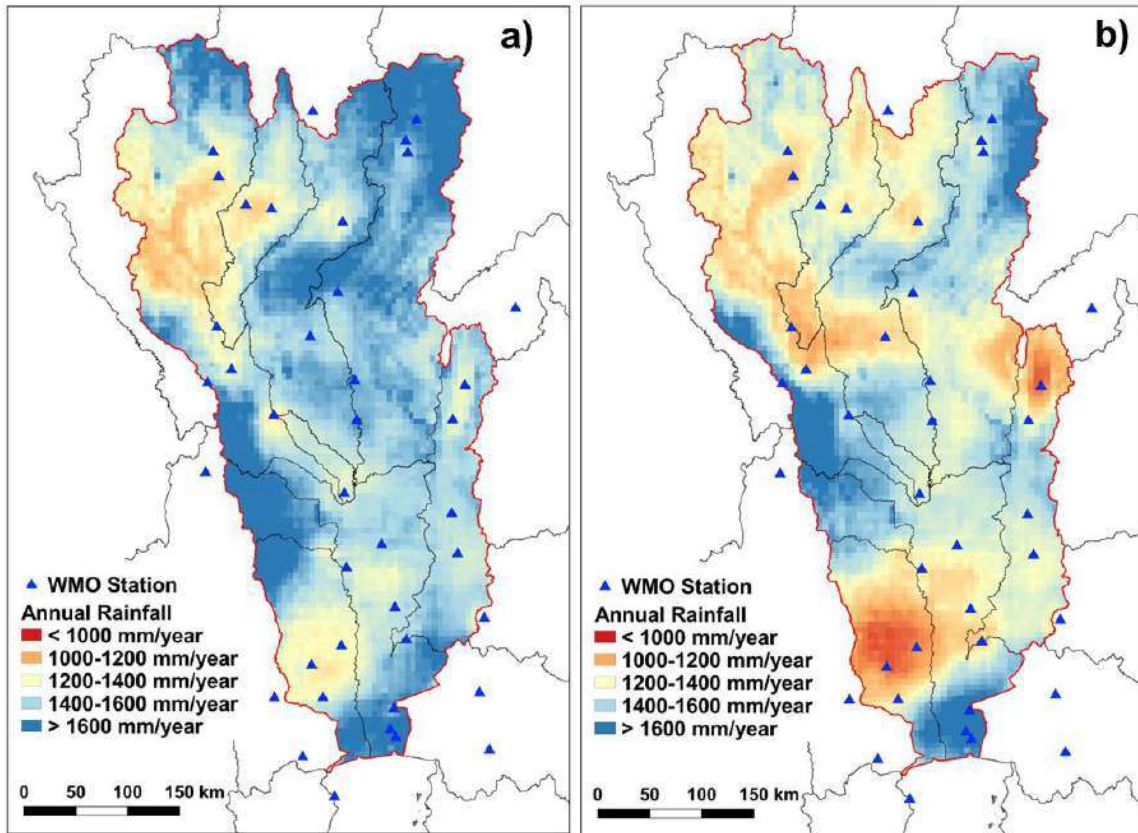 a)
WMO Station
Annual Rainfall
< 1000 mm/year
1000-1200 mm/year
1200-1400 mm/year
1400-1600 mm/year
> 1600 mm/year
0 50 100 150 km
b)
WMO Station
Annual Rainfall
< 1000 mm/year
1000-1200 mm/year
1200-1400 mm/year
1400-1600 mm/year
> 1600 mm/year
0 50 100 150 km